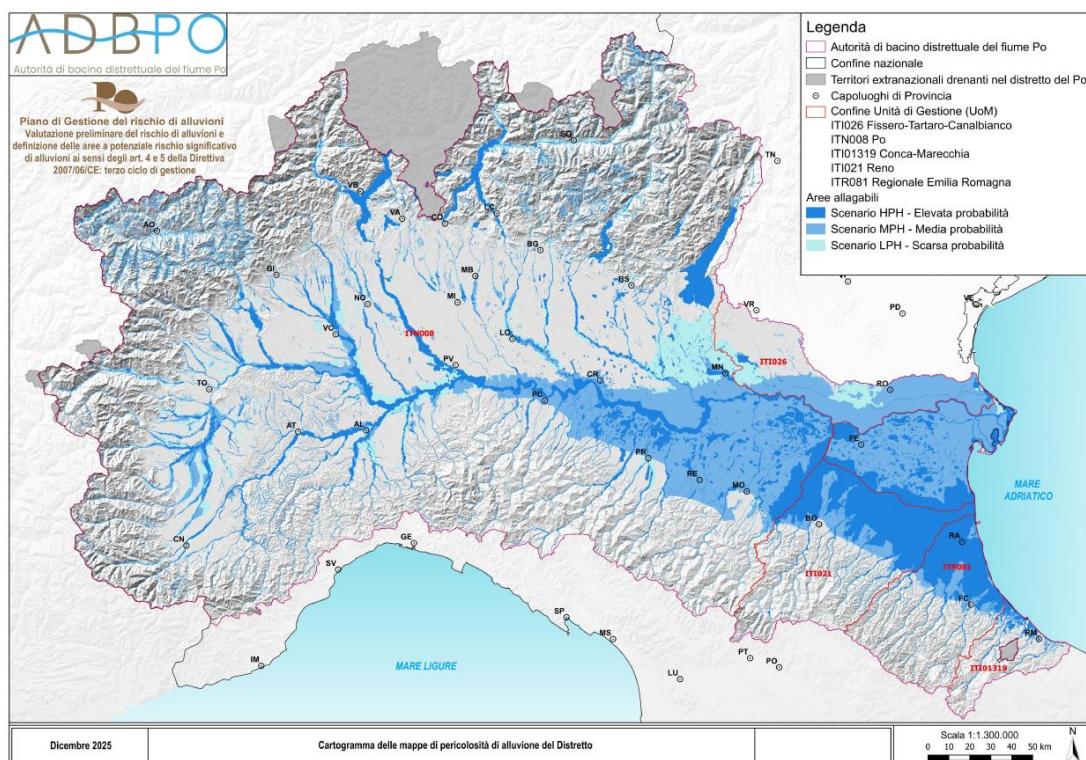 ADBPO
Autorità di bacino distrettuale del fiume Po
Piano di Gestione del rischio di alluvioni
Valutazione preliminare del rischio di alluvioni e
definizione delle aree a potenziale rischio significativo
di alluvioni ai sensi degli art. 4 e 5 della Direttiva
2007/06/CE: terzo ciclo di gestione
Legenda
Autorità di bacino distrettuale del fiume Po
Confine nazionale
Territori extranazionali drenanti nel distretto del Po
Capoluoghi di Provincia
Confine Unità di Gestione (UoM)
ITI026 Fissero-Tartaro-Canalbianco
ITN008 Po
ITI01319 Conca-Marecchia
ITI021 Reno
ITR081 Regionale Emilia Romagna
Aree allagabili
Scenario HPH - Elevata probabilità
Scenario MPH - Media probabilità
Scenario LPH - Scarsa probabilità
SO
TN
VB
VA
CO
LC
AO
BG
BI
MB
BS
NO
MI
VR
PD
VE
VC
ITN008
LO
ITI026
PV
MN
TO
CR
RO
PC
AT
AL
FE
PR
RE
MO
BO
CN
GE
RA
SV
ITI021
ITR081
FC
SP
MS
RM
IM
PT
PO
LU
ITI01319
MARE LIGURE
MARE
ADRIATICO
Dicembre 2025
Cartogramma delle mappe di pericolosità di alluvione del Distretto
Scala 1:1.300.000
0 10 20 30 40 50 km
N